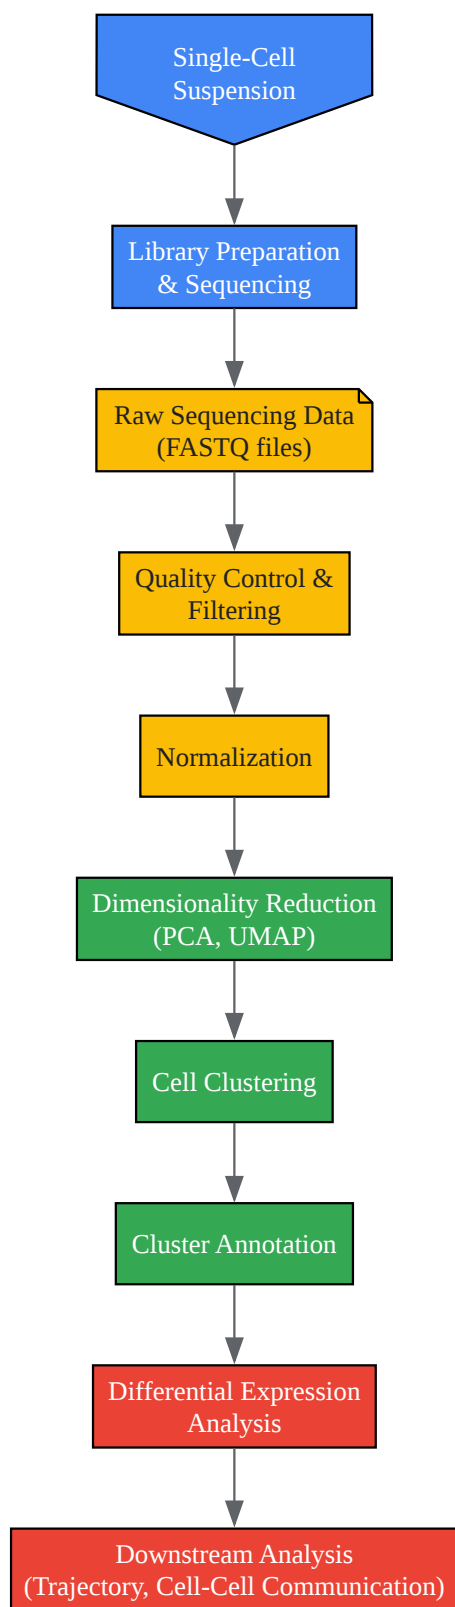 Single-Cell
Suspension
Library Preparation
& Sequencing
Raw Sequencing Data
(FASTQ files)
Quality Control &
Filtering
Normalization
Dimensionality Reduction
(PCA, UMAP)
Cell Clustering
Cluster Annotation
Differential Expression
Analysis
Downstream Analysis
(Trajectory, Cell-Cell Communication)